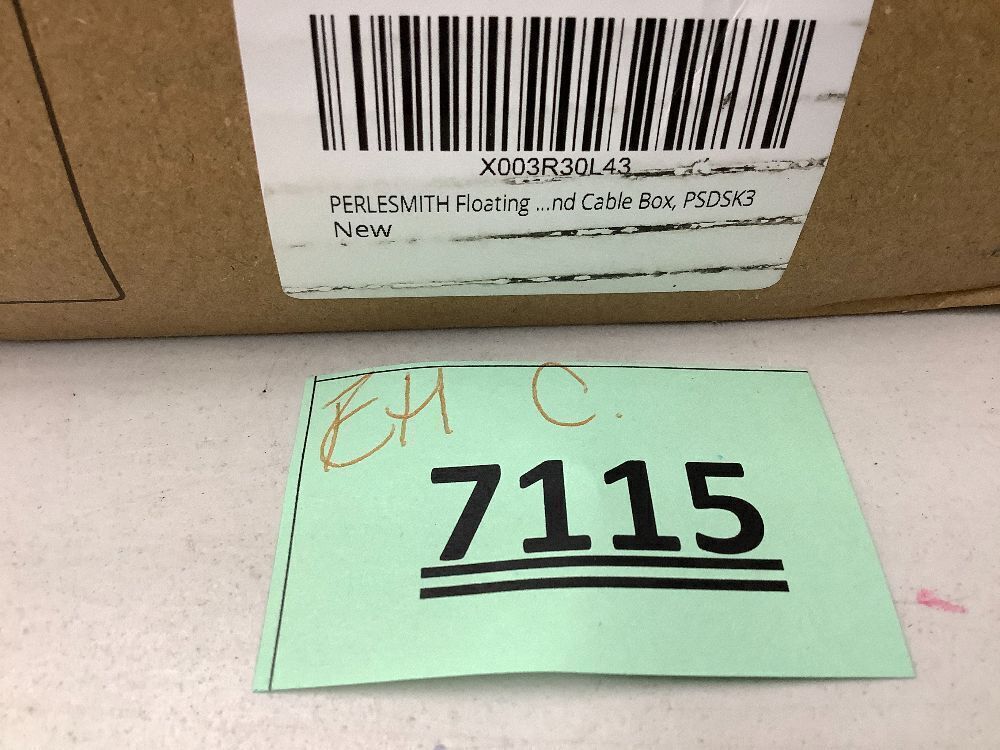 X003R30L43
PERLESMITH Floating ...nd Cable Box, PSDSK3
New
EH C.
7115